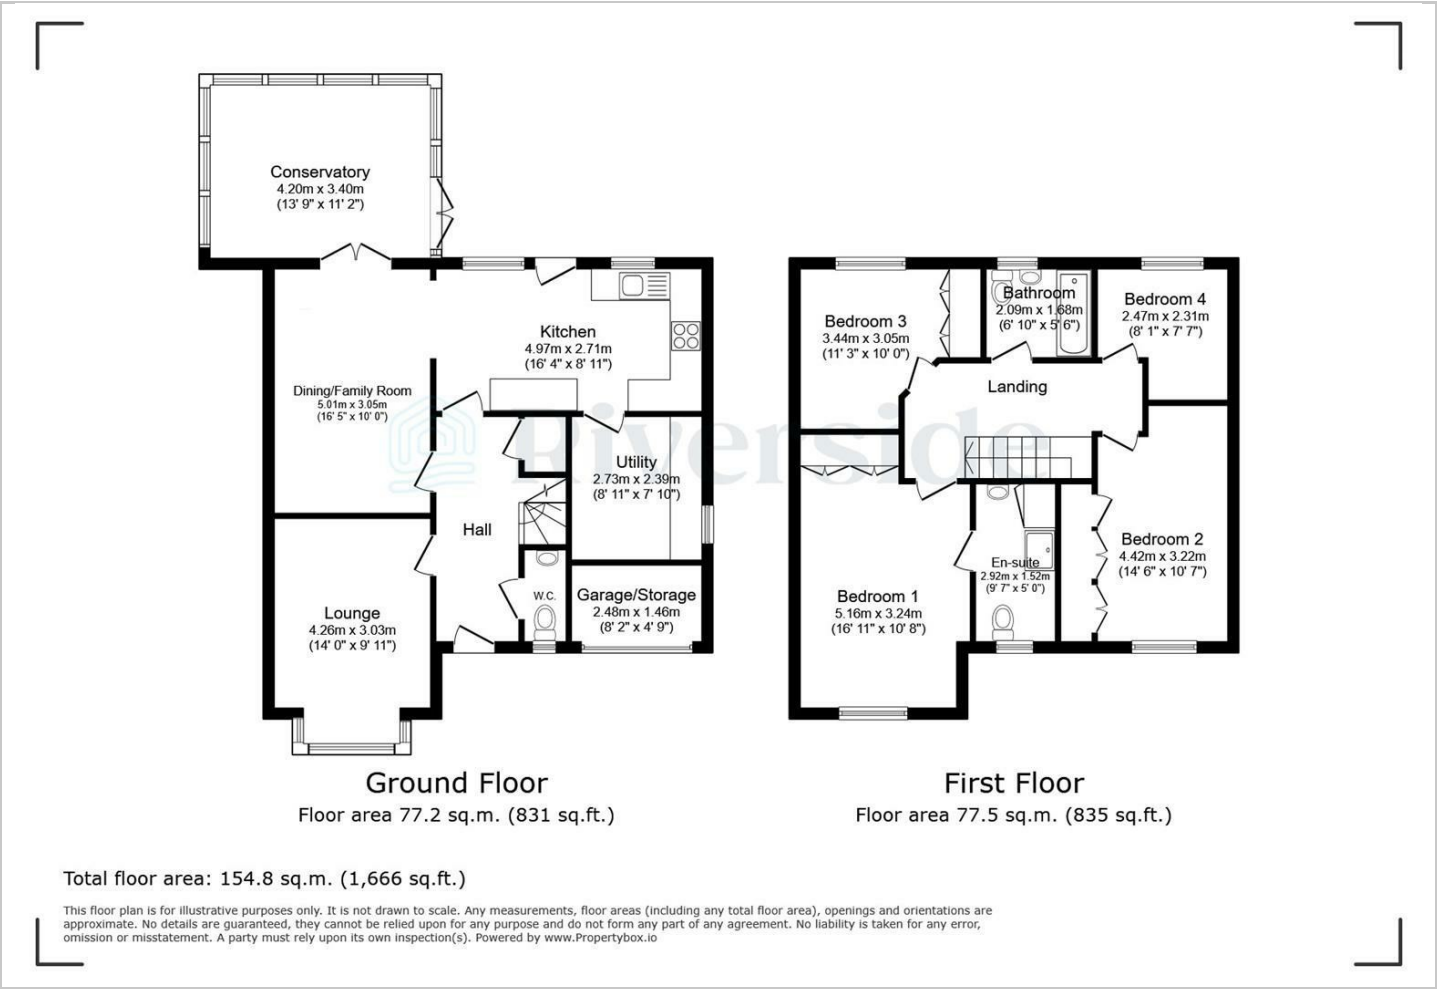 Conservatory
4.20m x 3.40m
(13' 9" x 11' 2")
Kitchen
4.97m x 2.71m
(16' 4" x 8' 11")
Dining/Family Room
5.01m x 3.05m
(16' 5" x 10' 0")
Utility
2.73m x 2.39m
(8' 11" x 7' 10")
Hall
Lounge
4.26m x 3.03m
(14' 0" x 9' 11")
W.C.
Garage/Storage
2.48m x 1.46m
(8' 2" x 4' 9")
Bedroom 3
3.44m x 3.05m
(11' 3" x 10' 0")
Bathroom
2.09m x 1.68m
(6' 10" x 5' 6")
Bedroom 4
2.47m x 2.31m
(8' 1" x 7' 7")
Landing
Riverside
Bedroom 1
5.16m x 3.24m
(16' 11" x 10' 8")
En-suite
2.92m x 1.52m
(9' 7" x 5' 0")
Bedroom 2
4.42m x 3.22m
(14' 6" x 10' 7")
Ground Floor
Floor area 77.2 sq.m. (831 sq.ft.)
First Floor
Floor area 77.5 sq.m. (835 sq.ft.)
Total floor area: 154.8 sq.m. (1,666 sq.ft.)
This floor plan is for illustrative purposes only. It is not drawn to scale. Any measurements, floor areas (including any total floor area), openings and orientations are
approximate. No details are guaranteed, they cannot be relied upon for any purpose and do not form any part of any agreement. No liability is taken for any error,
omission or misstatement. A party must rely upon its own inspection(s). Powered by www.Propertybox.io